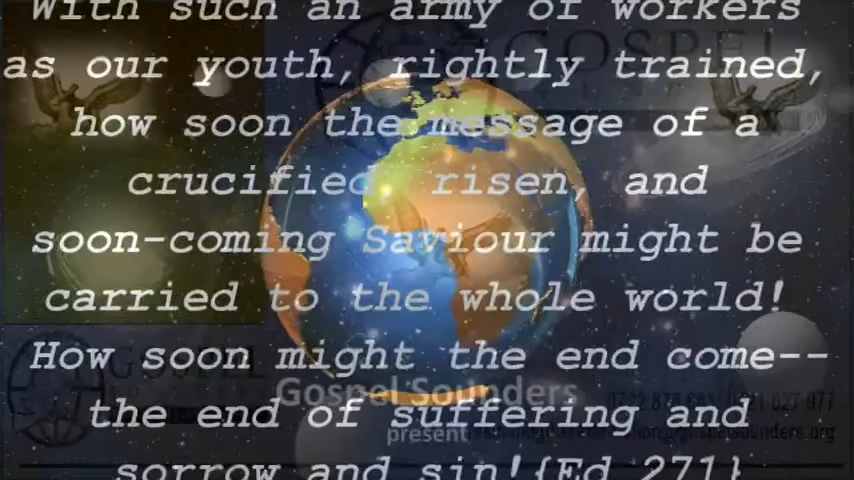 With such an army of workers
as our youth, rightly trained,
how soon the message of a
crucified, risen, and
soon-coming Saviour might be
carried to the whole world!
How soon might the end come--
the end of suffering and
sorrow and sin!{Ed 271}
GOSPEL
GOSPEL
Gospel Sounders
present